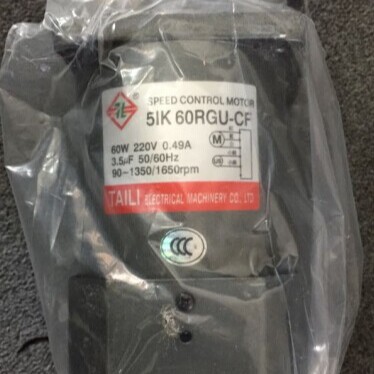 SPEED CONTROL MOTOR
5IK 60RGU-CF
60W 220V 0.49A
3.5µF 50/60Hz
90~1350/1650rpm
M
TAILI ELECTRICAL MACHINERY CO., LTD
CCC